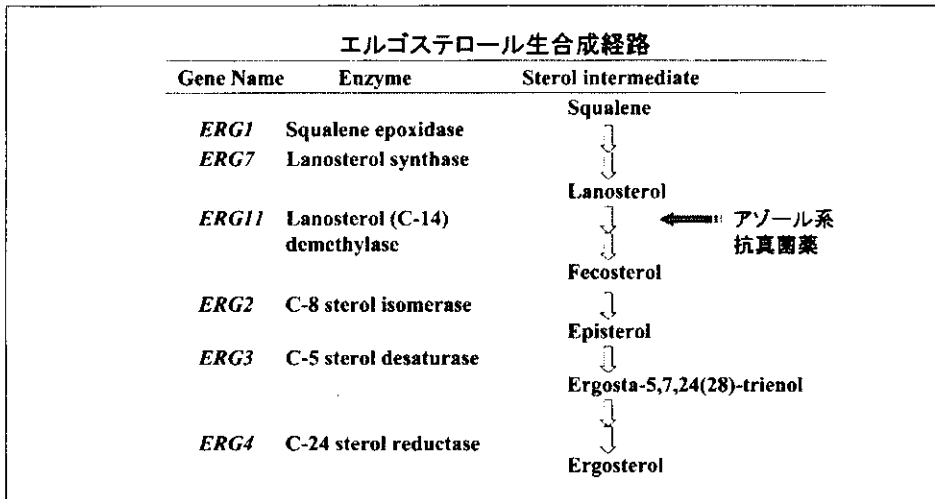 エルゴステロール生合成経路
Gene Name Enzyme Sterol intermediate
Squalene
ERG1 Squalene epoxidase
ERG7 Lanosterol synthase
Lanosterol
ERG11 Lanosterol (C-14) demethylase
アゾール系
抗真菌薬
Fecosterol
ERG2 C-8 sterol isomerase
Episterol
ERG3 C-5 sterol desaturase
Ergosta-5,7,24(28)-trienol
ERG4 C-24 sterol reductase
Ergosterol